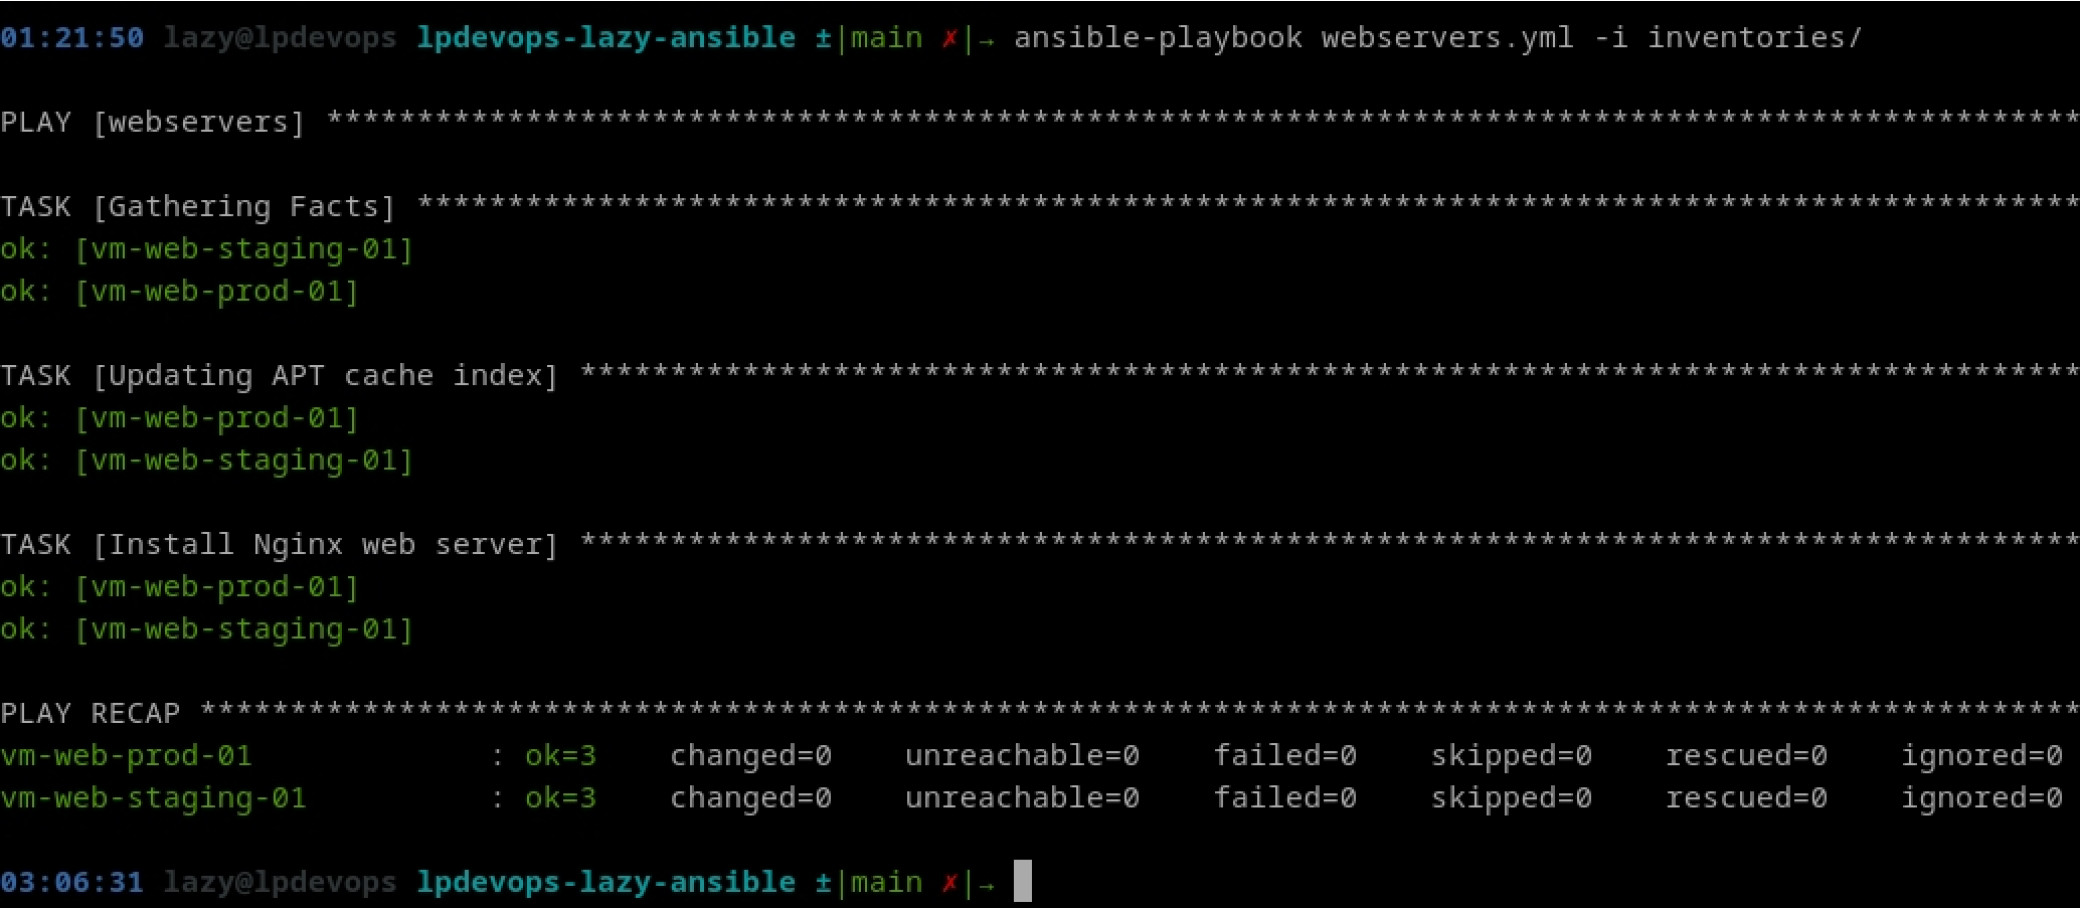 01:21:50 lazy@lpdevops lpdevops-lazy-ansible ±|main ✗|→ ansible-playbook webservers.yml -i inventories/
PLAY [webservers] *************************************************************************************************
TASK [Gathering Facts] ********************************************************************************************
ok: [vm-web-staging-01]
ok: [vm-web-prod-01]
TASK [Updating APT cache index] ***********************************************************************************
ok: [vm-web-prod-01]
ok: [vm-web-staging-01]
TASK [Install Nginx web server] ***********************************************************************************
ok: [vm-web-prod-01]
ok: [vm-web-staging-01]
PLAY RECAP ********************************************************************************************************
vm-web-prod-01             : ok=3    changed=0    unreachable=0    failed=0    skipped=0    rescued=0    ignored=0
vm-web-staging-01          : ok=3    changed=0    unreachable=0    failed=0    skipped=0    rescued=0    ignored=0
03:06:31 lazy@lpdevops lpdevops-lazy-ansible ±|main ✗|→